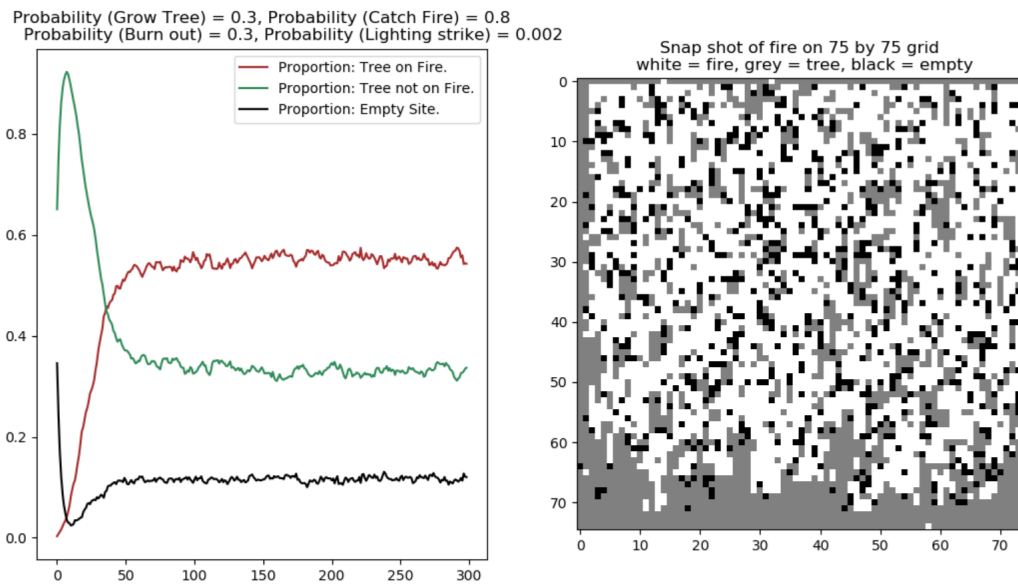 Probability (Grow Tree) = 0.3, Probability (Catch Fire) = 0.8
Probability (Burn out) = 0.3, Probability (Lighting strike) = 0.002
Proportion: Tree on Fire.
Proportion: Tree not on Fire.
Proportion: Empty Site.
0.8
0.6
0.4
0.2
0.0
0 50 100 150 200 250 300
Snap shot of fire on 75 by 75 grid
white = fire, grey = tree, black = empty
0
10
20
30
40
50
60
70
0 10 20 30 40 50 60 70